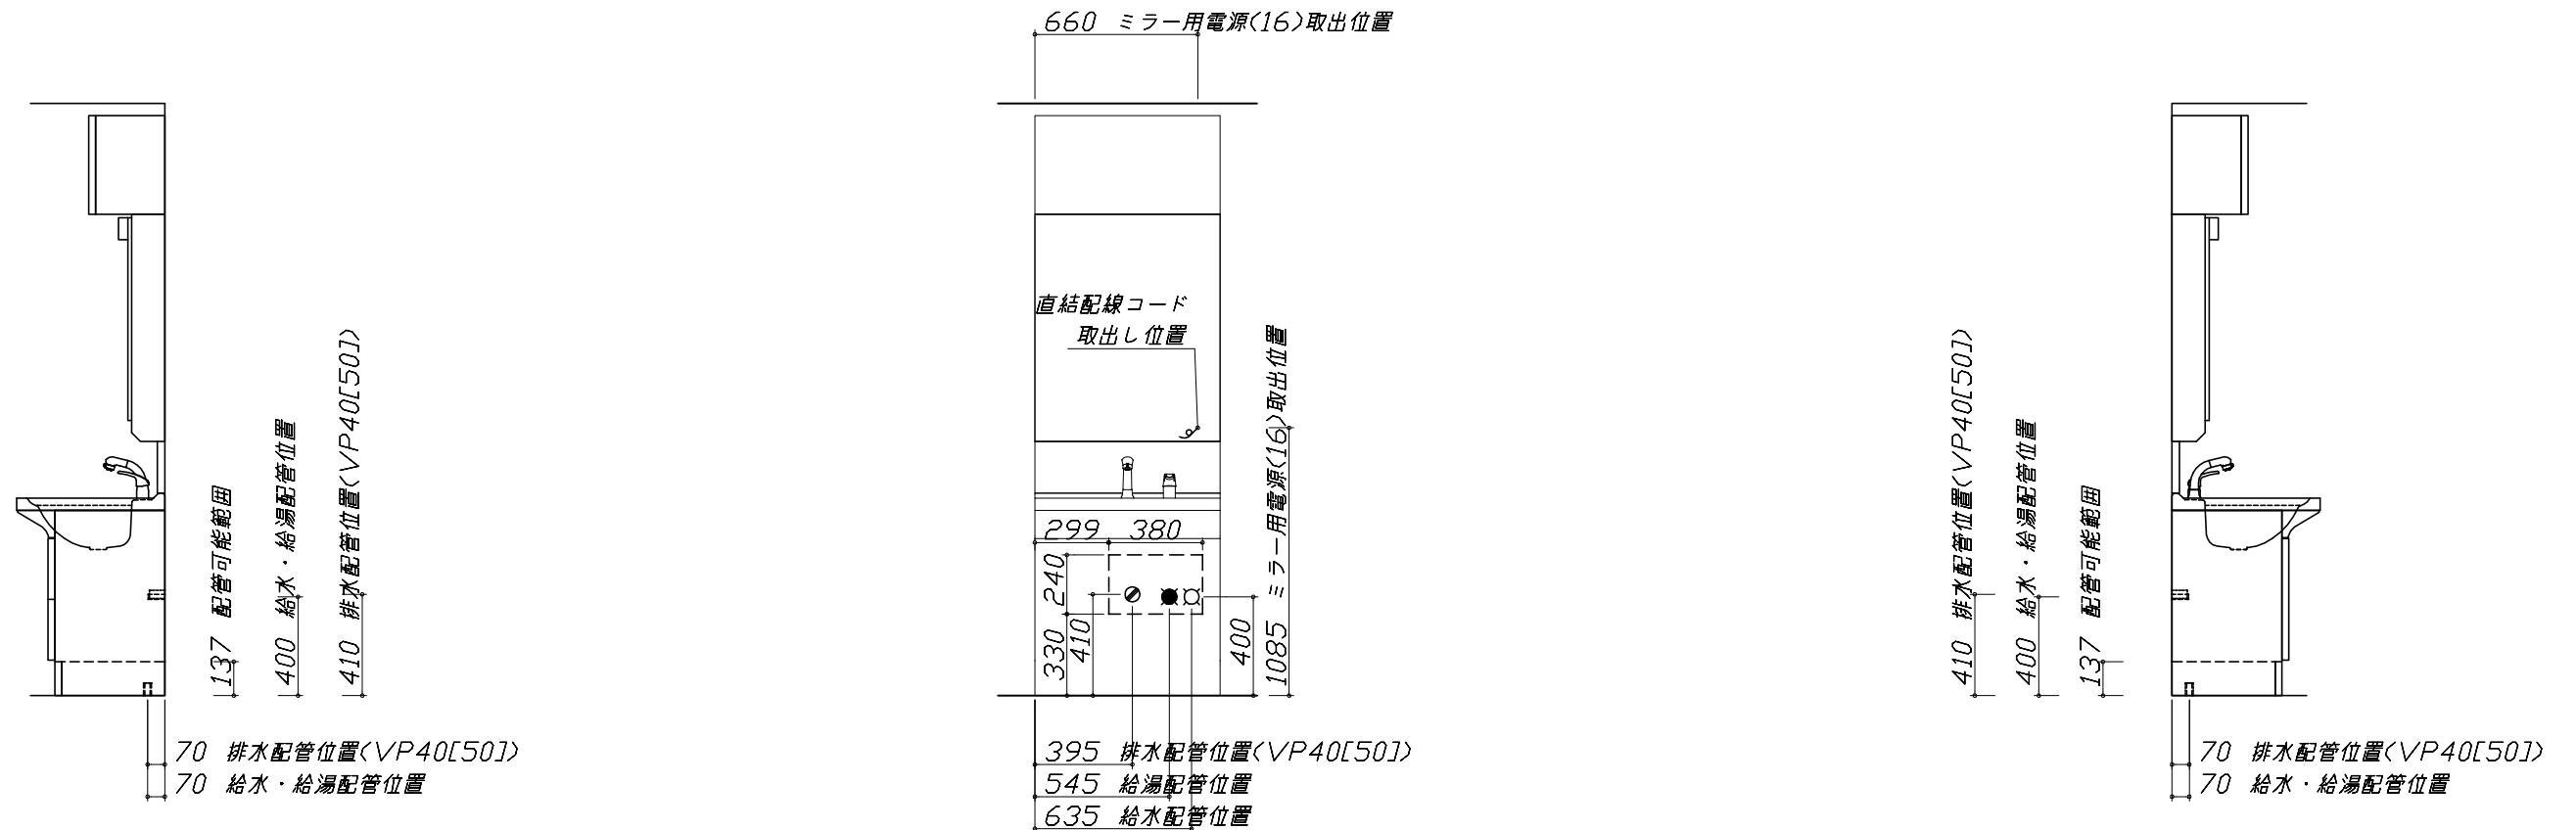 660 ミラー用電源(16)取出位置
直結配線コード
取出し位置
1085 ミラー用電源(16)取出位置
137 配管可能範囲
400 給水・給湯配管位置
410 排水配管位置(VP40[50])
299 380
240
330
410
400
410 排水配管位置(VP40[50])
400 給水・給湯配管位置
137 配管可能範囲
70 排水配管位置(VP40[50])
70 給水・給湯配管位置
395 排水配管位置(VP40[50])
545 給湯配管位置
635 給水配管位置
70 排水配管位置(VP40[50])
70 給水・給湯配管位置